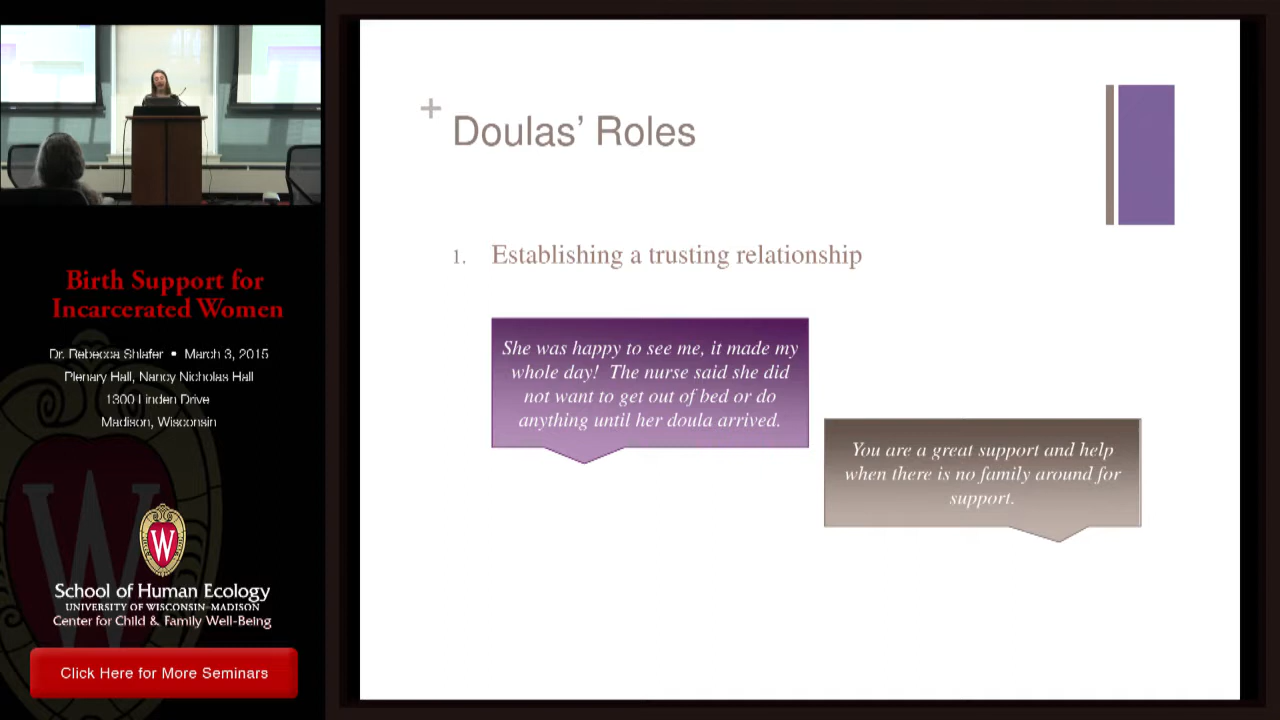 Birth Support for
Incarcerated Women
Dr. Rebecca Shlafer • March 3, 2015
Plenary Hall, Nancy Nicholas Hall
1300 Linden Drive
Madison, Wisconsin
W
W
School of Human Ecology
UNIVERSITY OF WISCONSIN-MADISON
Center for Child & Family Well-Being
Click Here for More Seminars
+
Doulas’ Roles
1. Establishing a trusting relationship
She was happy to see me, it made my
whole day! The nurse said she did
not want to get out of bed or do
anything until her doula arrived.
You are a great support and help
when there is no family around for
support.